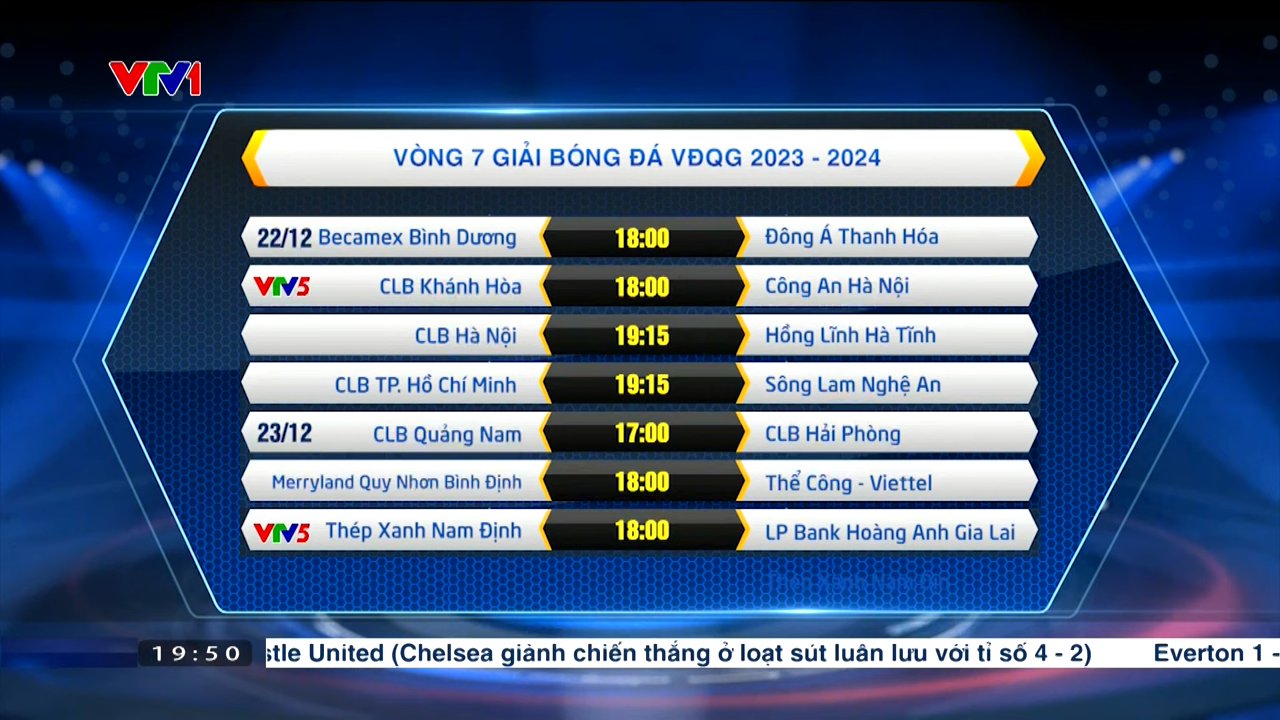 VTV1
VÒNG 7 GIẢI BÓNG ĐÁ VĐQG 2023 - 2024
22/12 Becamex Bình Dương 18:00 Đông Á Thanh Hóa
VTV5 CLB Khánh Hòa 18:00 Công An Hà Nội
CLB Hà Nội 19:15 Hồng Lĩnh Hà Tĩnh
CLB TP. Hồ Chí Minh 19:15 Sông Lam Nghệ An
23/12 CLB Quảng Nam 17:00 CLB Hải Phòng
Merryland Quy Nhơn Bình Định 18:00 Thể Công - Viettel
VTV5 Thép Xanh Nam Định 18:00 LP Bank Hoàng Anh Gia Lai
Thép Xanh Nam Địn
19:50 stle United (Chelsea giành chiến thắng ở loạt sút luân lưu với tỉ số 4 - 2) Everton 1 -